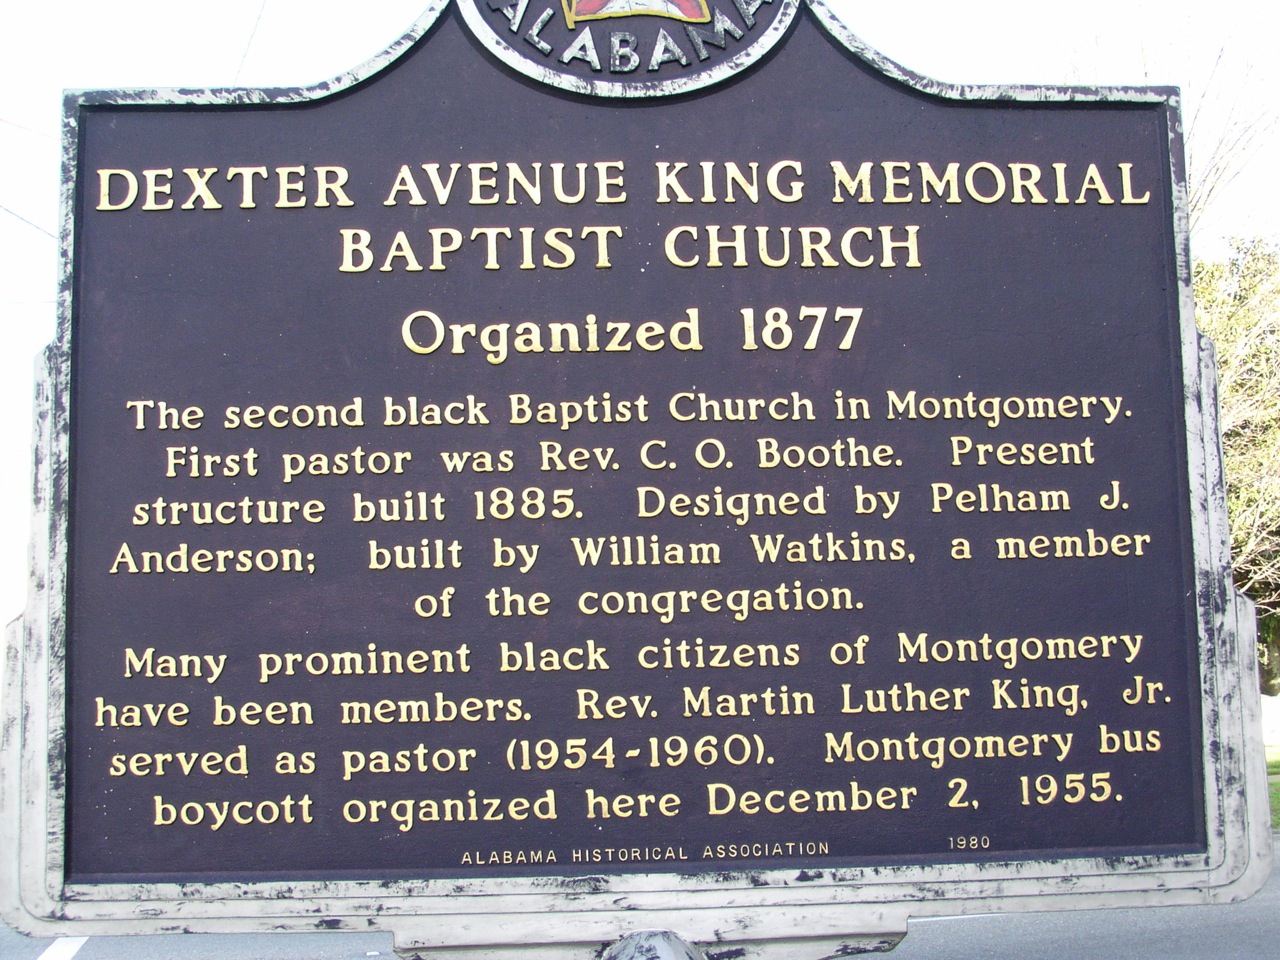 ALABAMA
DEXTER AVENUE KING MEMORIAL
BAPTIST CHURCH
Organized 1877
The second black Baptist Church in Montgomery.
First pastor was Rev. C. O. Boothe. Present
structure built 1885. Designed by Pelham J.
Anderson; built by William Watkins, a member
of the congregation.
Many prominent black citizens of Montgomery
have been members. Rev. Martin Luther King, Jr.
served as pastor (1954-1960). Montgomery bus
boycott organized here December 2, 1955.
ALABAMA HISTORICAL ASSOCIATION 1980